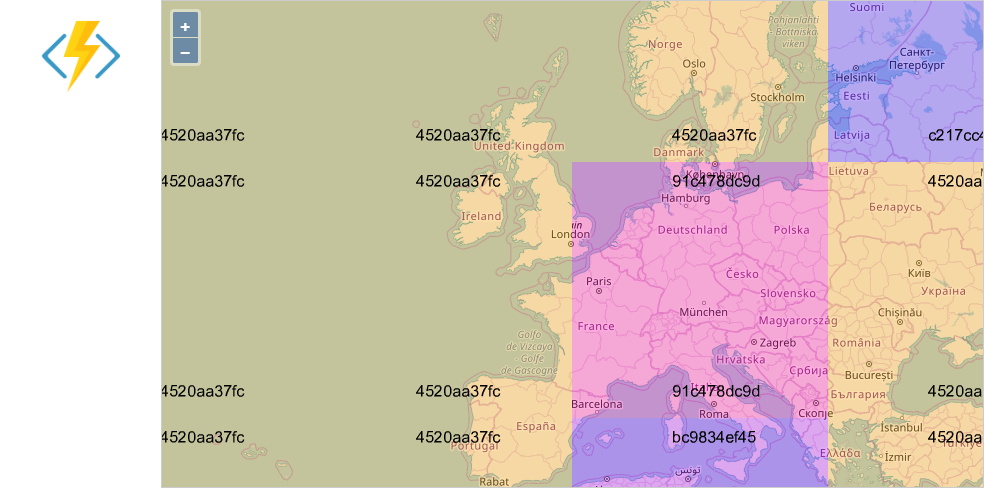 +
−
Suomi
Pohjanlahti
- Bottniska
viken
Norge
Санкт-
Петербург
Oslo
Helsinki
Stockholm
Eesti
4520aa37fc
4520aa37fc
4520aa37fc
Latvija
c217cc4
United Kingdom
Danmark
Lietuva
København
4520aa37fc
4520aa37fc
91c478dc9d
4520aa
Hamburg
Беларусь
Ireland
London
Deutschland
Polska
Česko
Київ
Paris
Slovensko
Україна
München
Chișinău
Magyarország
France
Golfo
de Vizcaya
- Golfe
de Gascogne
Zagreb
România
Hrvatska
Србија
București
4520aa37fc
4520aa37fc
91c478dc9d
4520aa
Italia
България
Barcelona
Roma
Скопје
España
İstanbul
4520aa37fc
4520aa37fc
bc9834ef45
4520aa
Portugal
Türkiye
Ελλάδα
İzmir
تونس
Rabat